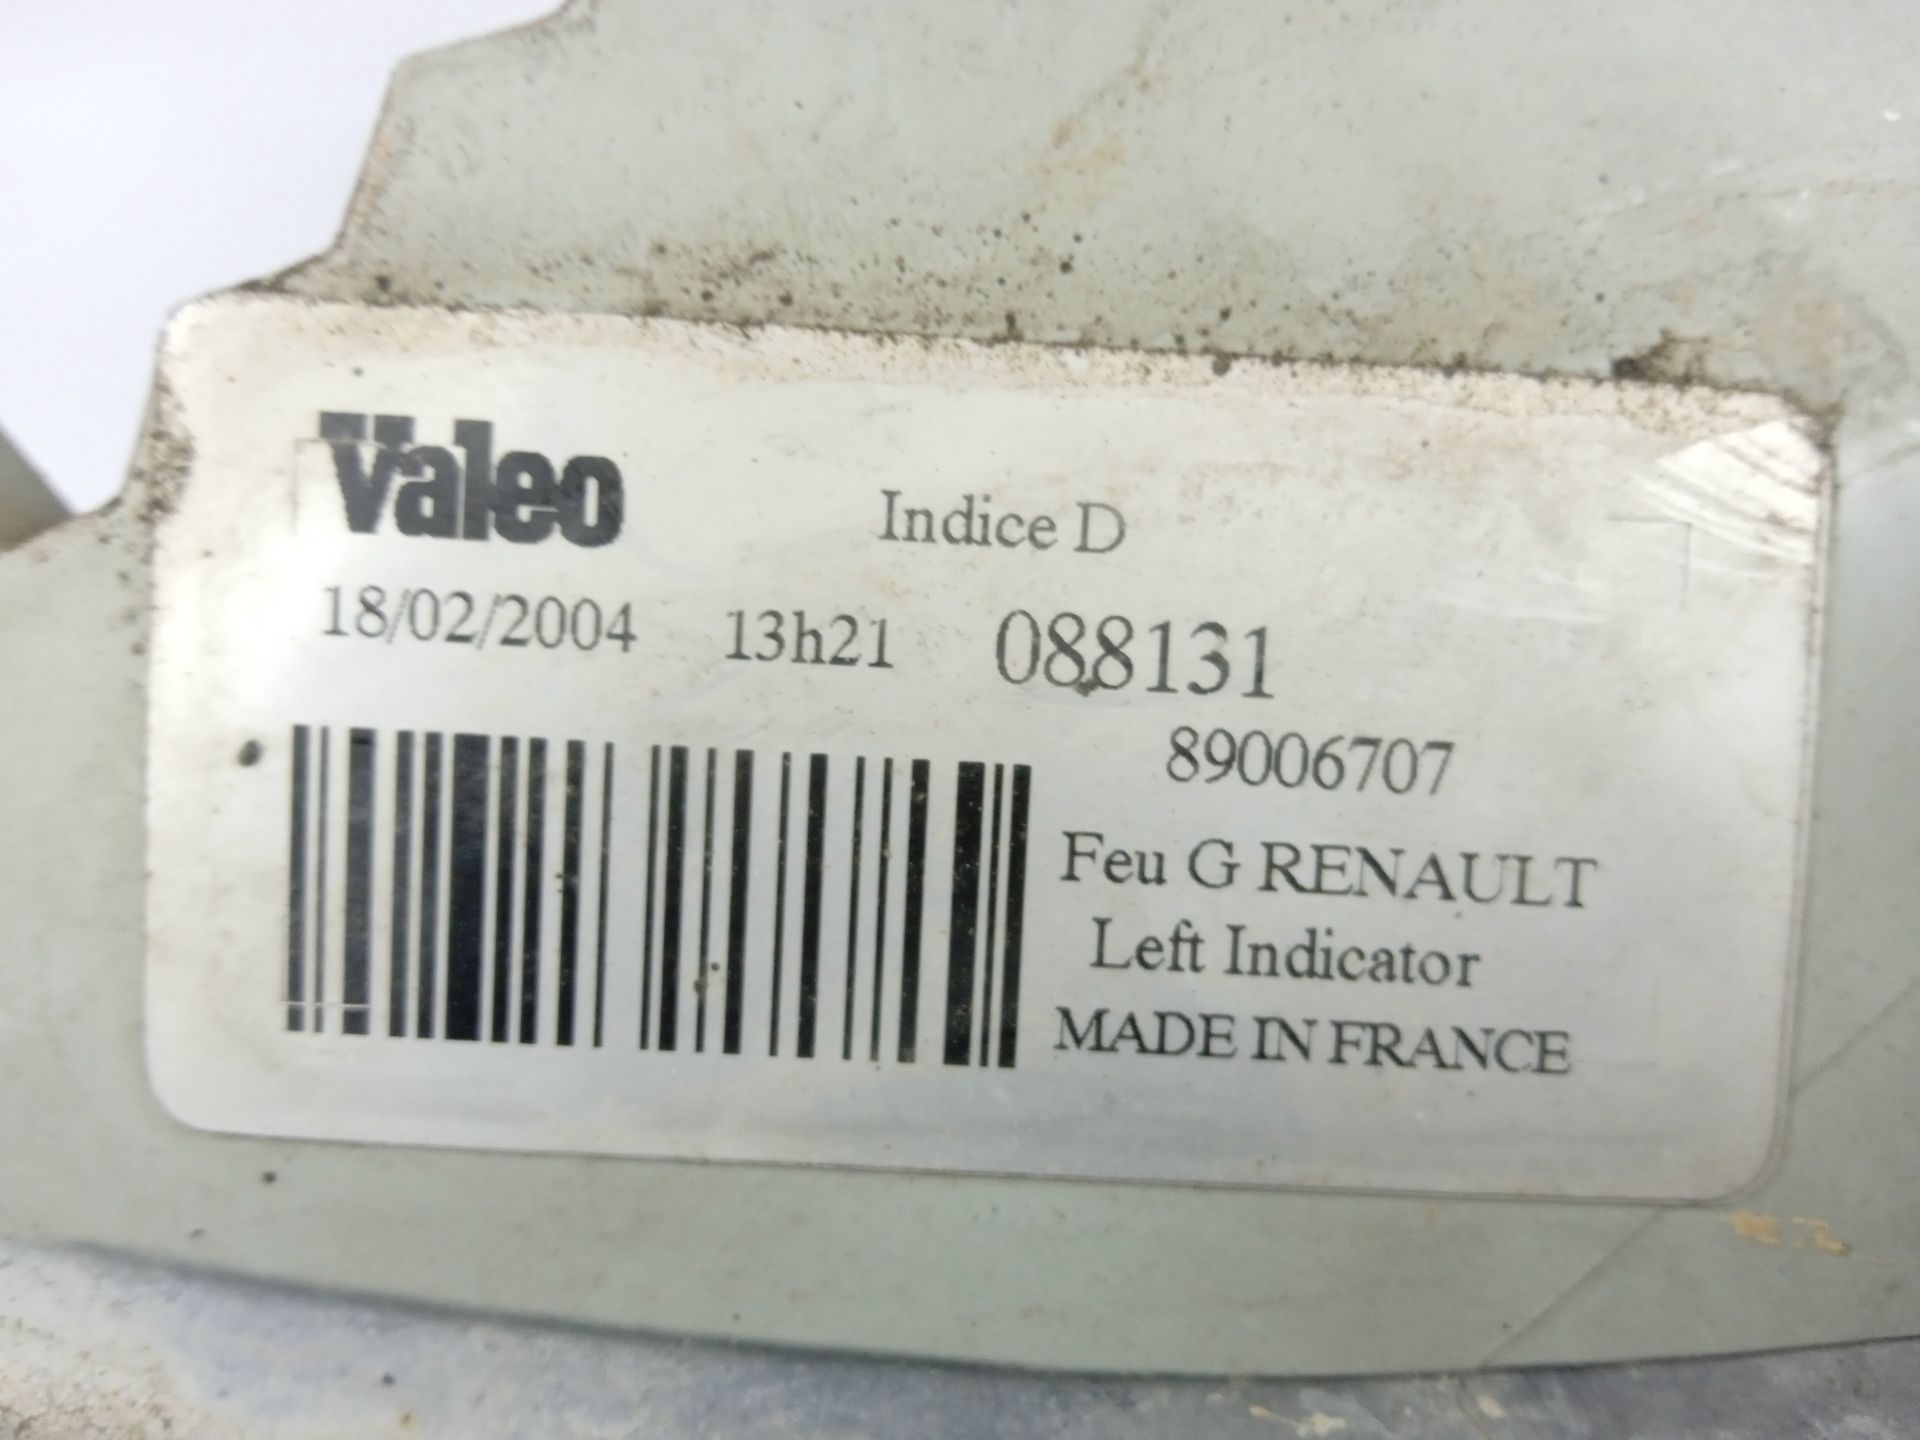 Valeo Indice D
18/02/2004 13h21 088131
89006707
Feu G RENAULT
Left Indicator
MADE IN FRANCE